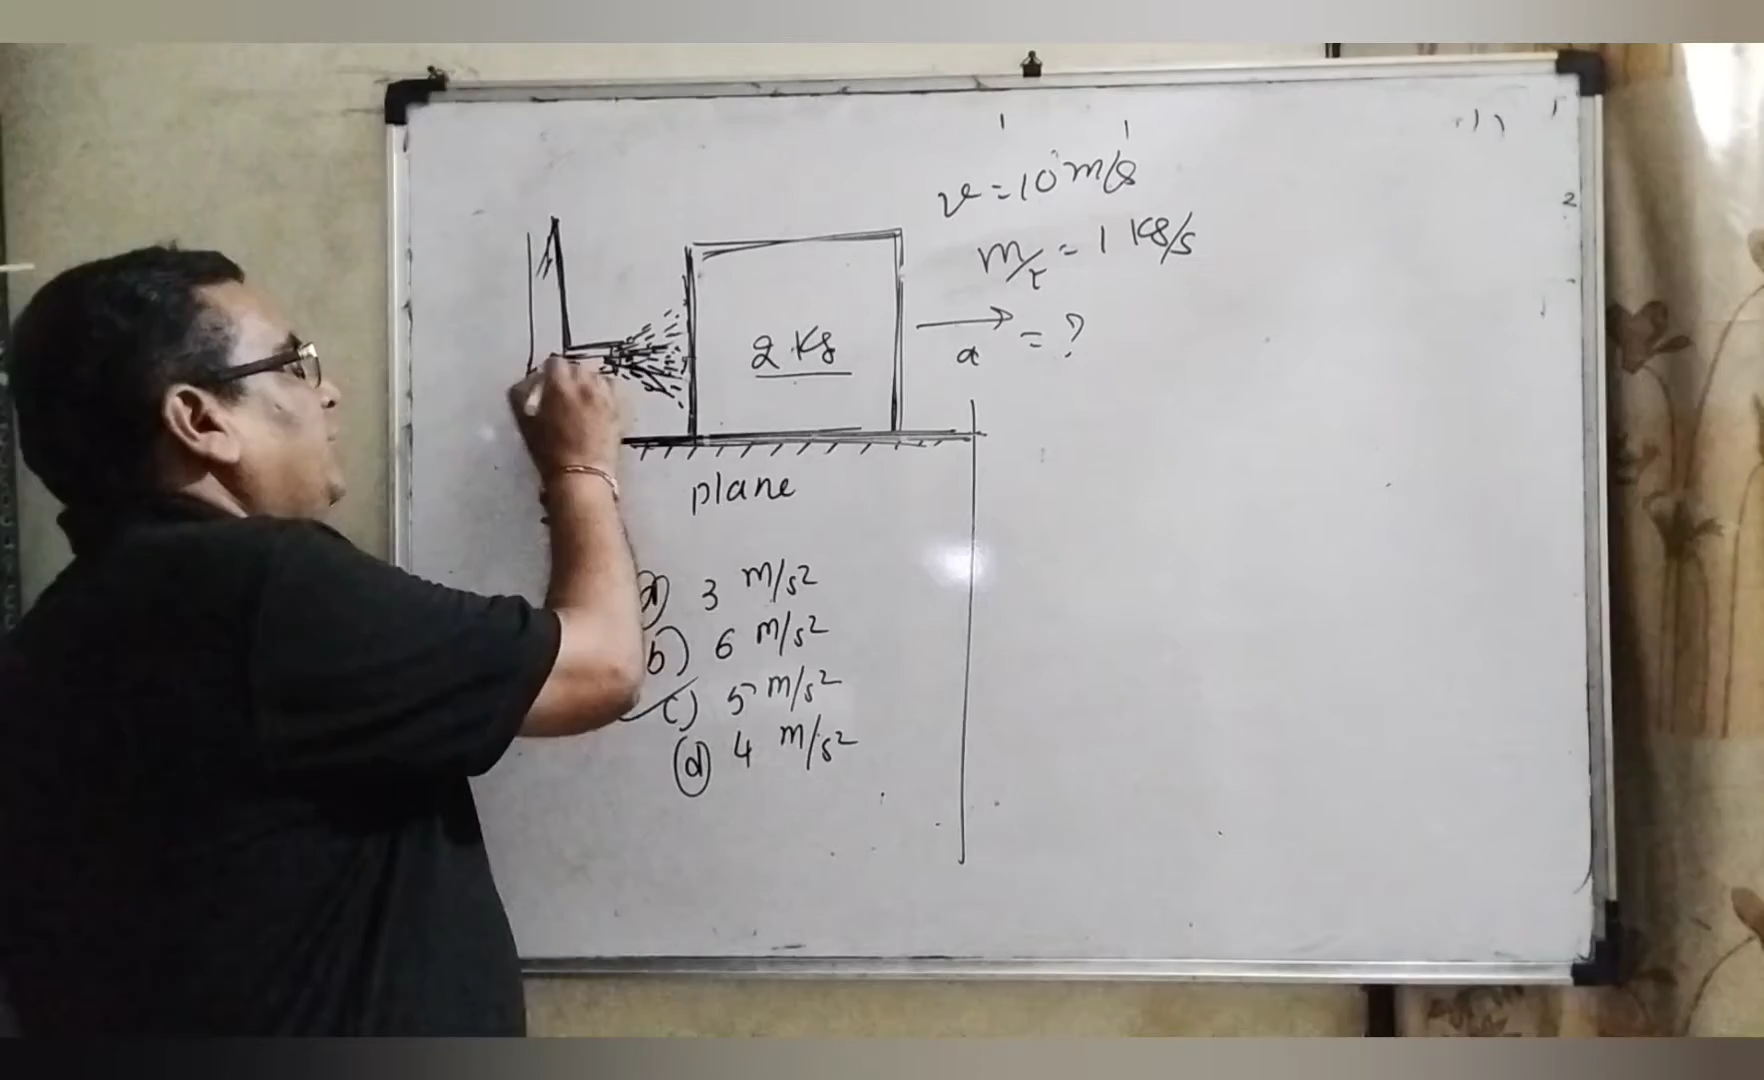 v = 10 m/s
m/t = 1 Kg/s
2 Kg
a = ?
plane
(a) 3 m/s²
(b) 6 m/s²
(c) 5 m/s²
(d) 4 m/s²